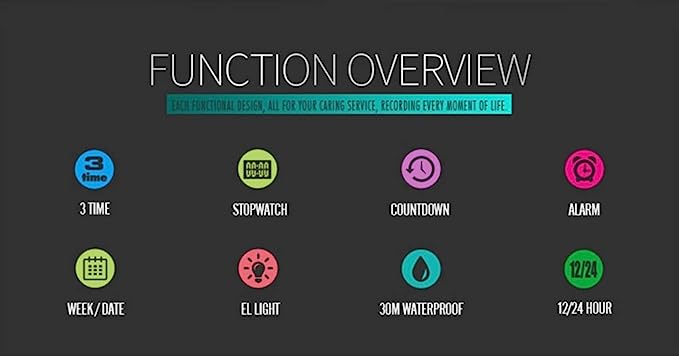 FUNCTION OVERVIEW
EACH FUNCTIONAL DESIGN, ALL FOR YOUR CARING SERVICE, RECORDING EVERY MOMENT OF LIFE.
3 time
00:00
3 TIME
STOPWATCH
COUNTDOWN
ALARM
12/24
WEEK / DATE
EL LIGHT
30M WATERPROOF
12/24 HOUR